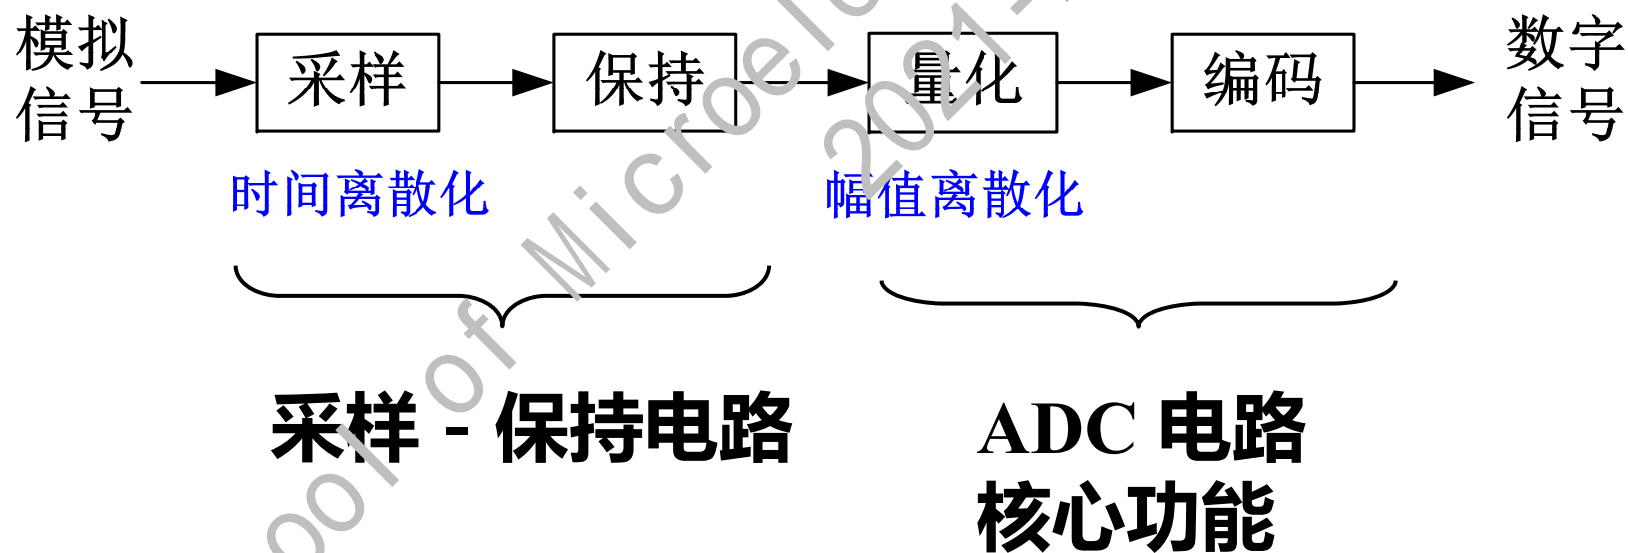 模拟
信号
采样
保持
量化
编码
数字
信号
时间离散化
幅值离散化
采样 - 保持电路
ADC 电路
核心功能
of